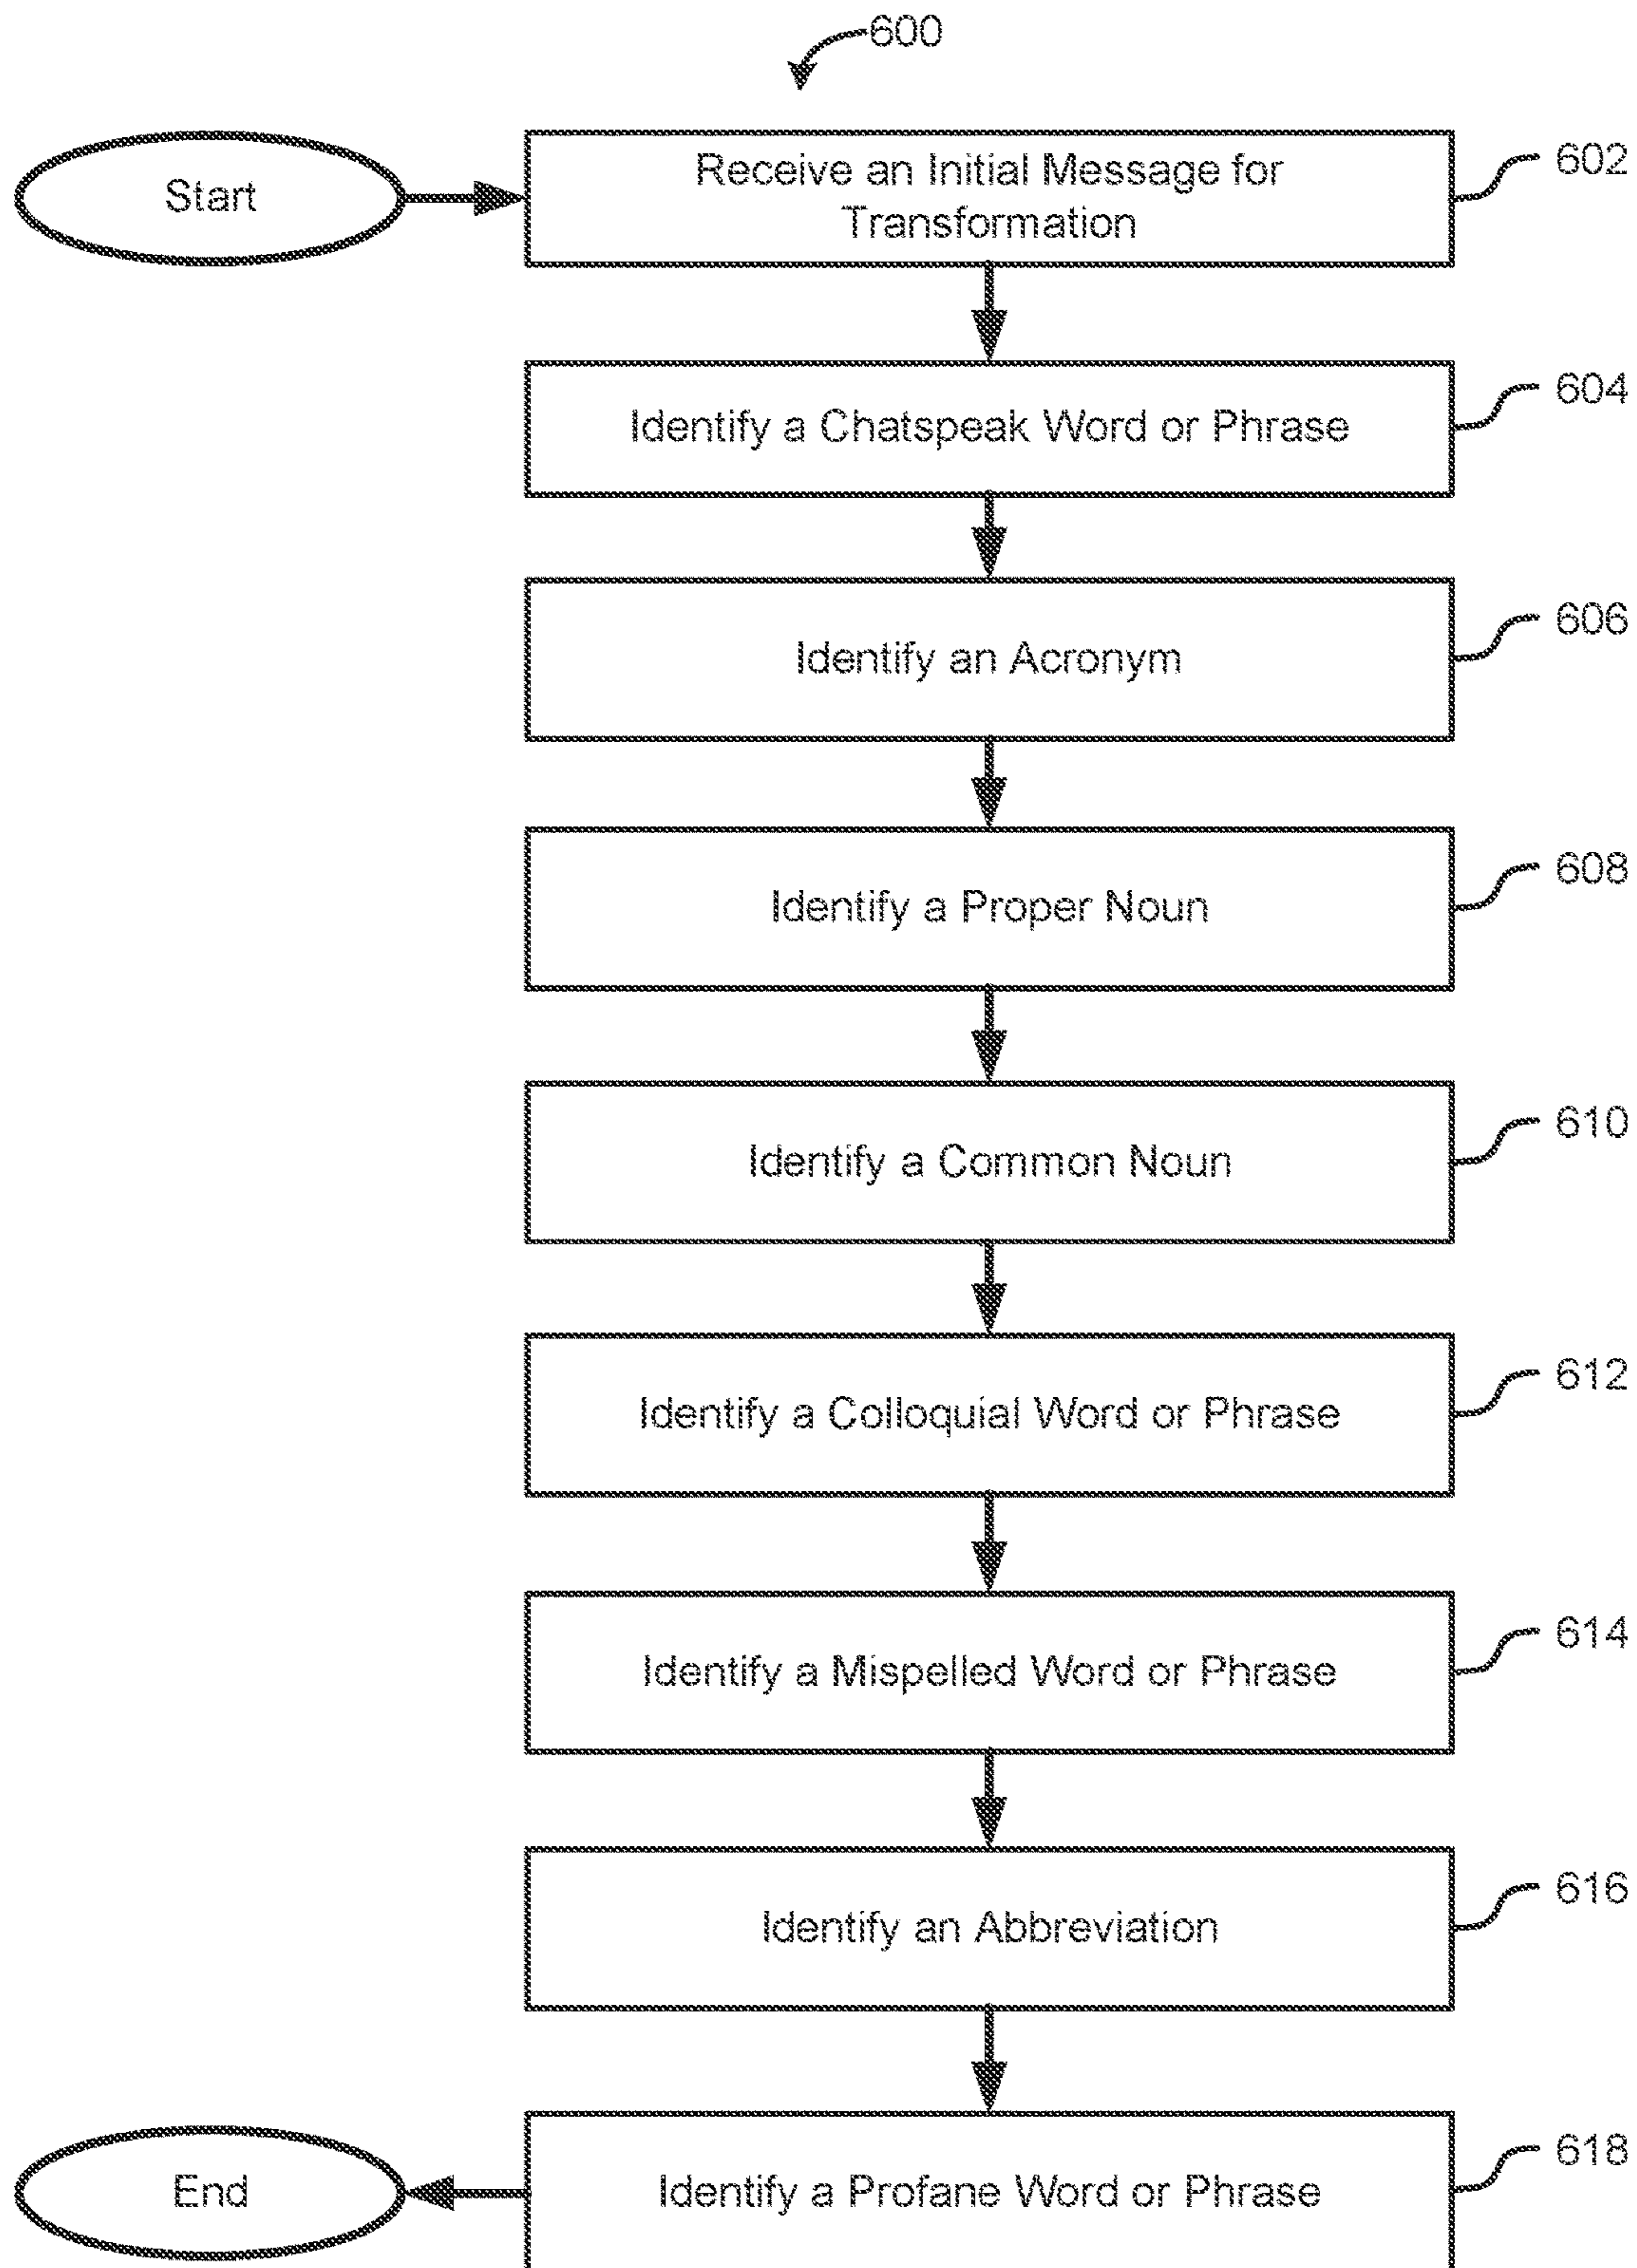 600
Start
Receive an Initial Message for
Transformation
602
Identify a Chatspeak Word or Phrase
604
Identify an Acronym
606
Identify a Proper Noun
608
Identify a Common Noun
610
Identify a Colloquial Word or Phrase
612
Identify a Mispelled Word or Phrase
614
Identify an Abbreviation
616
Identify a Profane Word or Phrase
618
End